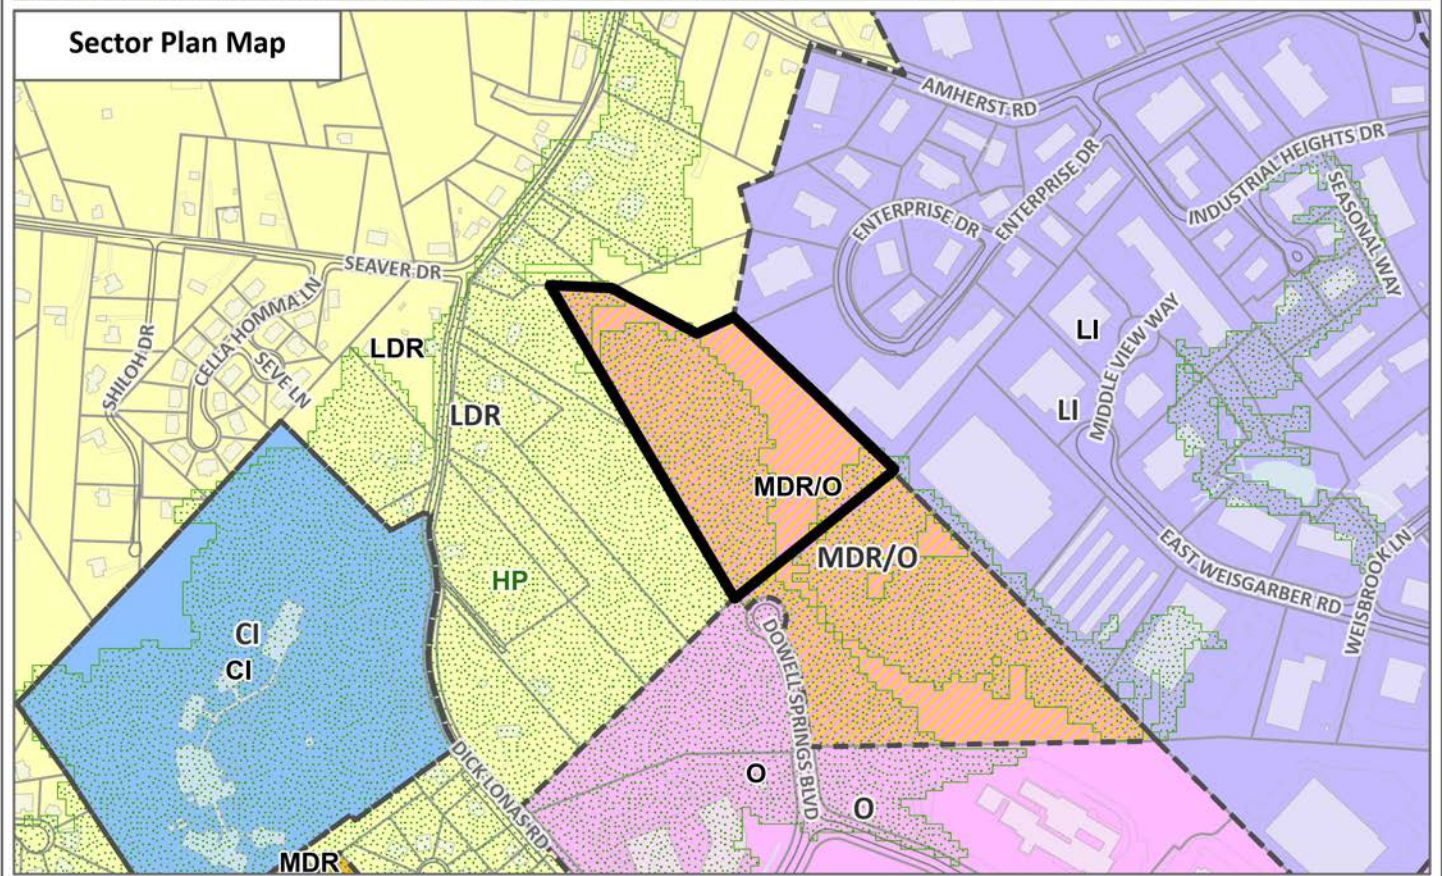 Sector Plan Map
AMHERST RD
INDUSTRIAL HEIGHTS DR
ENTERPRISE DR
ENTERPRISE DR
SEASONAL WAY
SEAVER DR
CELLA HOMMA LN
SHILOH DR
SEVE LN
LDR
LDR
LI
LI
MIDDLE VIEW WAY
MDR/O
MDR/O
HP
EAST WEISGARBER RD
WEISBROOK LN
CI
CI
DOWELL SPRINGS BLVD
DICK LONAS RD
O
O
MDR